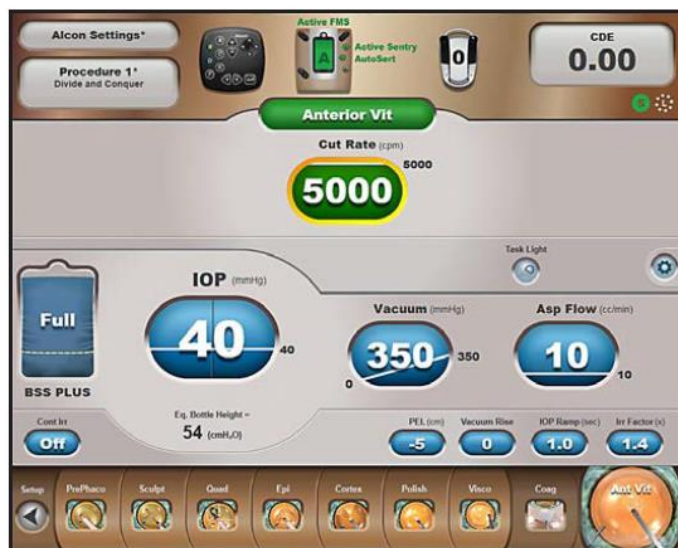 Alcon Settings*
Procedure 1*
Divide and Conquer
Active FMS
A
Active Sentry
AutoSert
0
CDE
0.00
S
L
Anterior Vit
Cut Rate (cpm)
5000
5000
Task Light
Full
BSS PLUS
IOP (mmHg)
40
40
Vacuum (mmHg)
350
0
350
Asp Flow (cc/min)
10
10
Eq. Bottle Height =
54 (cmH₂O)
Cont Irr
Off
PEL (cm)
-5
Vacuum Rise
0
IOP Ramp (sec)
1.0
Irr Factor (x)
1.4
Setup
PrePhaco
Sculpt
Quad
Epi
Cortex
Polish
Visco
Coag
Ant Vit